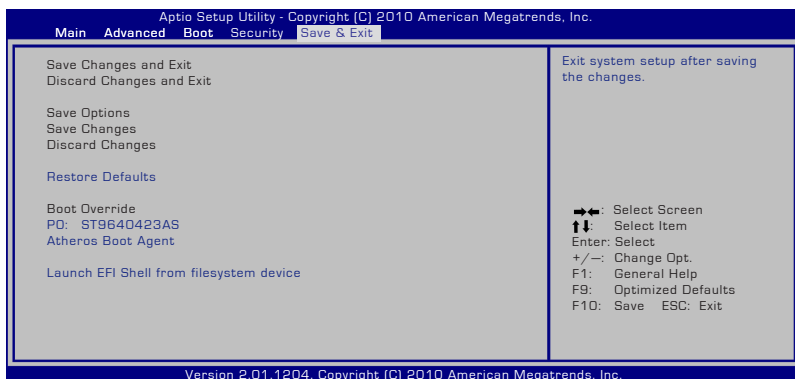 Aptio Setup Utility - Copyright (C) 2010 American Megatrends, Inc.
Main Advanced Boot Security Save & Exit
Save Changes and Exit
Discard Changes and Exit
Save Options
Save Changes
Discard Changes
Restore Defaults
Boot Override
P0: ST9640423AS
Atheros Boot Agent
Launch EFI Shell from filesystem device
Exit system setup after saving
the changes.
→←: Select Screen
↑↓: Select Item
Enter: Select
+/—: Change Opt.
F1: General Help
F9: Optimized Defaults
F10: Save ESC: Exit
Version 2.01.1204. Copyright (C) 2010 American Megatrends, Inc.